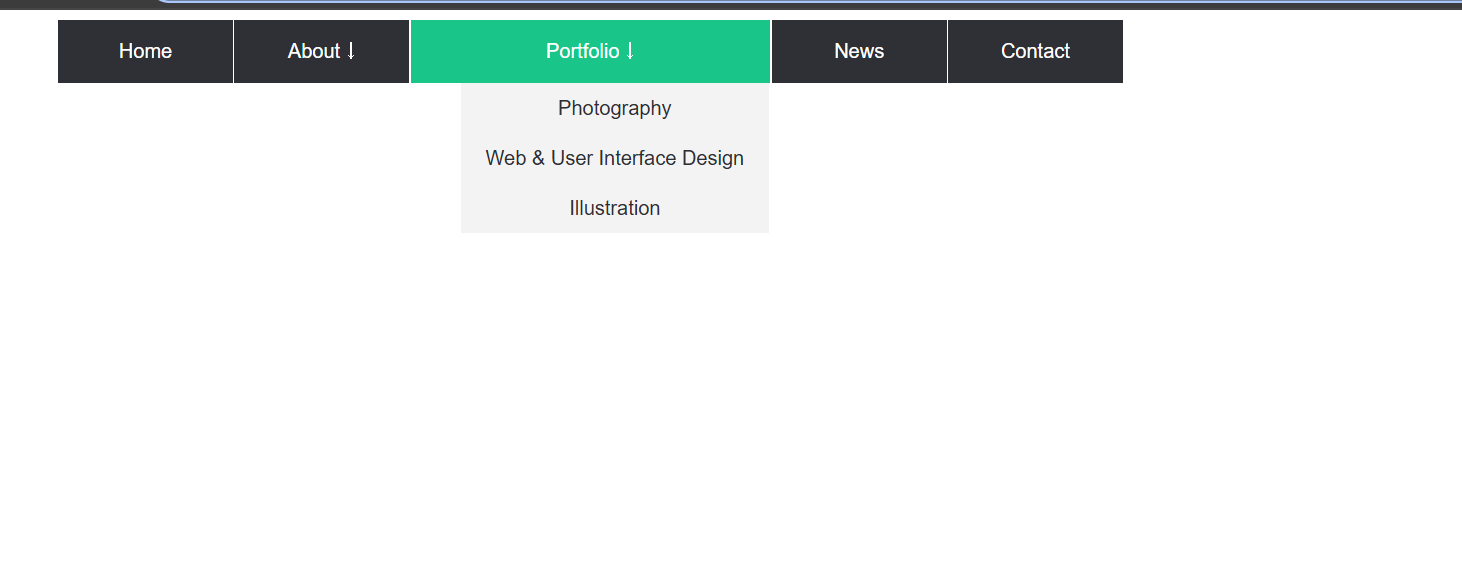 Home About ↓ Portfolio ↓ News Contact
Photography
Web & User Interface Design
Illustration